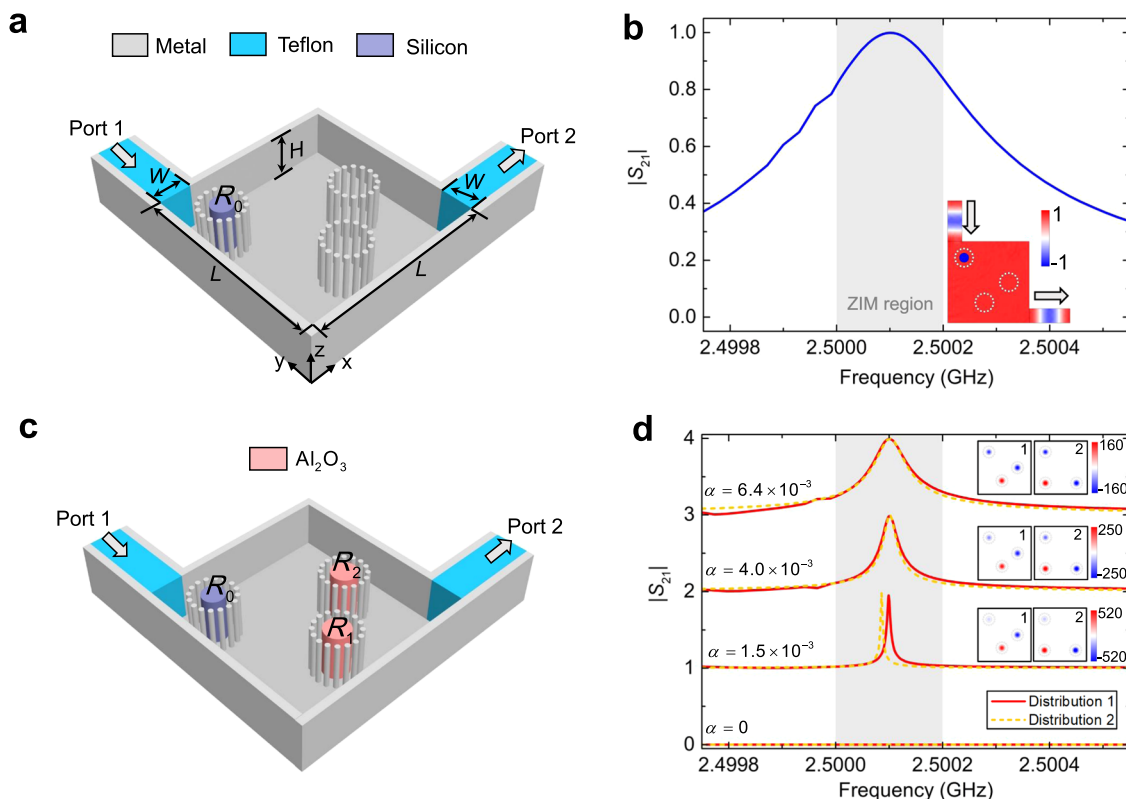 a
Metal
Teflon
Silicon
Port 1
Port 2
H
W
W
R₀
L
L
z
y
x
b
|S₂₁|
1.0
0.8
0.6
0.4
0.2
0.0
1
-1
ZIM region
2.4998
2.5000
2.5002
2.5004
Frequency (GHz)
c
Al₂O₃
Port 1
Port 2
R₀
R₂
R₁
d
|S₂₁|
4
3
2
1
0
α = 6.4 × 10⁻³
1
2
160
-160
α = 4.0 × 10⁻³
1
2
250
-250
α = 1.5 × 10⁻³
1
2
520
-520
α = 0
Distribution 1
Distribution 2
2.4998
2.5000
2.5002
2.5004
Frequency (GHz)